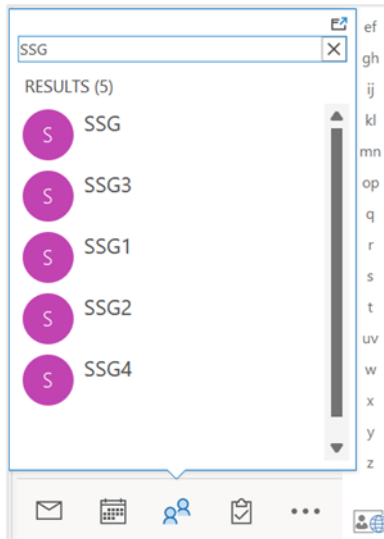 SSG
RESULTS (5)
S SSG
S SSG3
S SSG1
S SSG2
S SSG4
ef
gh
ij
kl
mn
op
q
r
s
t
uv
w
x
y
z